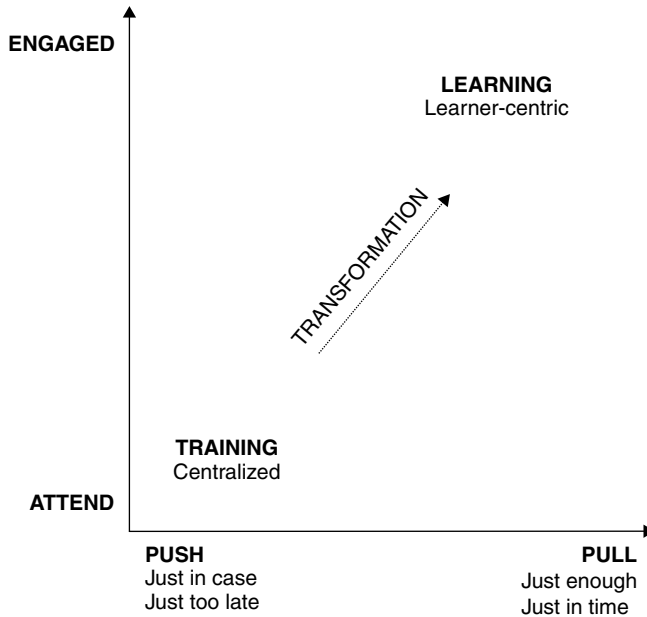 ENGAGED
LEARNING
Learner-centric
TRANSFORMATION
TRAINING
Centralized
ATTEND
PUSH
Just in case
Just too late
PULL
Just enough
Just in time